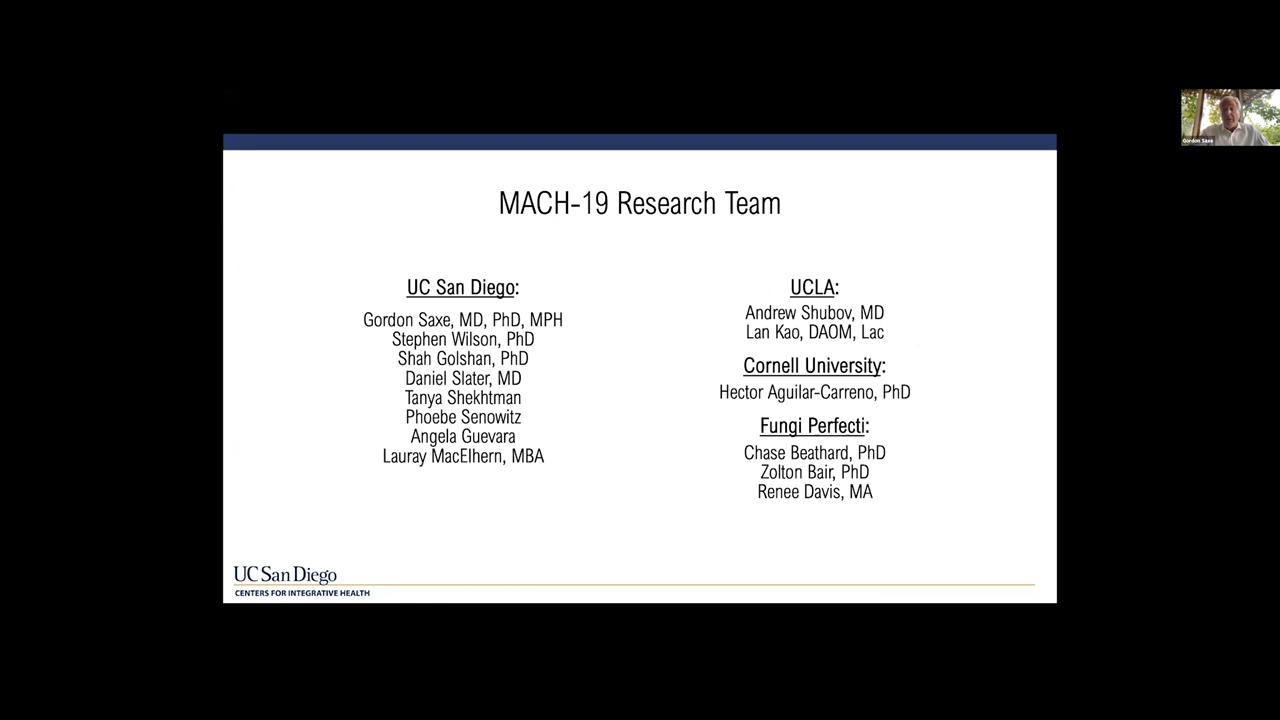 MACH-19 Research Team
UC San Diego:
Gordon Saxe, MD, PhD, MPH
Stephen Wilson, PhD
Shah Golshan, PhD
Daniel Slater, MD
Tanya Shekhtman
Phoebe Senowitz
Angela Guevara
Lauray MacElhern, MBA
UCLA:
Andrew Shubov, MD
Lan Kao, DAOM, Lac
Cornell University:
Hector Aguilar-Carreno, PhD
Fungi Perfecti:
Chase Beathard, PhD
Zolton Bair, PhD
Renee Davis, MA
UC San Diego
CENTERS FOR INTEGRATIVE HEALTH
Gordon Saxe